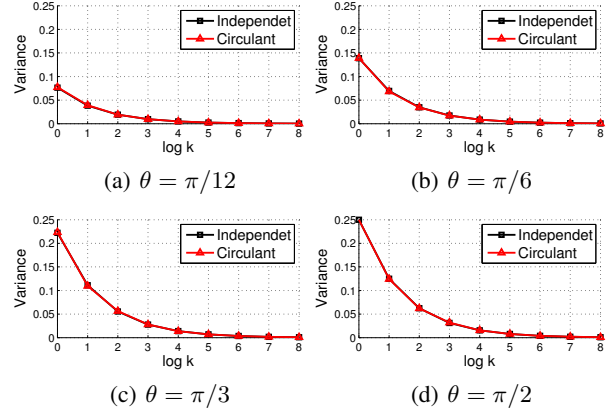 0.25
0.2
0.15
0.1
0.05
0
Variance
0 1 2 3 4 5 6 7 8
log k
Independet
Circulant
(a) θ = π/12
0.25
0.2
0.15
0.1
0.05
0
Variance
0 1 2 3 4 5 6 7 8
log k
Independet
Circulant
(b) θ = π/6
0.25
0.2
0.15
0.1
0.05
0
Variance
0 1 2 3 4 5 6 7 8
log k
Independet
Circulant
(c) θ = π/3
0.25
0.2
0.15
0.1
0.05
0
Variance
0 1 2 3 4 5 6 7 8
log k
Independet
Circulant
(d) θ = π/2